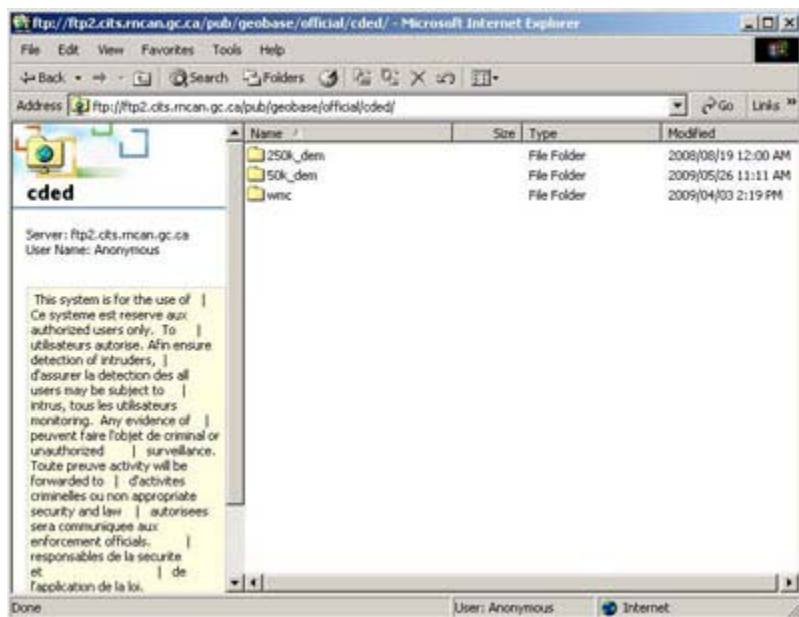 ftp://ftp2.cits.rncan.gc.ca/pub/geobase/official/cded/ - Microsoft Internet Explorer
File Edit View Favorites Tools Help
Back Search Folders
Address ftp://ftp2.cits.rncan.gc.ca/pub/geobase/official/cded/ Go Links »
Name Size Type Modified
250k_dem File Folder 2008/08/19 12:00 AM
50k_dem File Folder 2009/05/26 11:11 AM
wmc File Folder 2009/04/03 2:19 PM
cded
Server: ftp2.cits.rncan.gc.ca
User Name: Anonymous
This system is for the use of |
Ce systeme est reserve aux
authorized users only. To |
utilisateurs autorise. Afin ensure
detection of intruders, |
d'assurer la detection des all
users may be subject to |
intrus, tous les utilisateurs
monitoring. Any evidence of |
peuvent faire l'objet de criminal or
unauthorized | surveillance.
Toute preuve activity will be
forwarded to | d'activites
criminelles ou non appropriate
security and law | autorisees
sera communiquee aux
enforcement officials. |
responsables de la securite
et | de
l'application de la loi.
Done User: Anonymous Internet